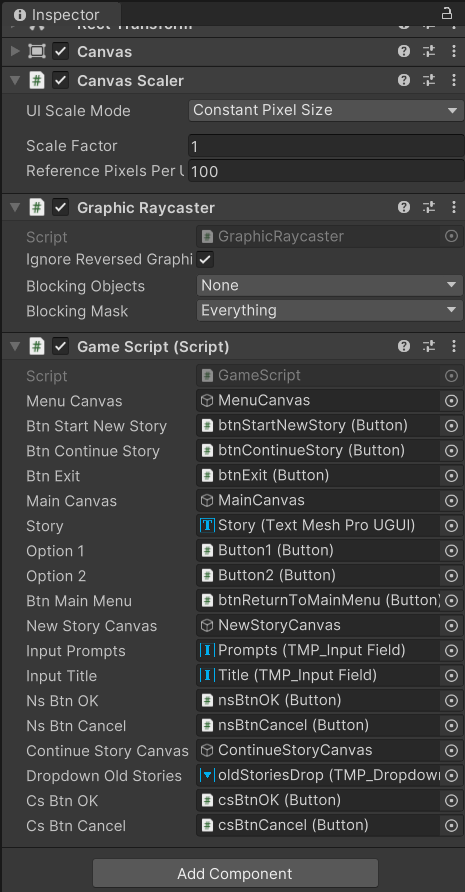 Inspector
Rect Transform
Canvas
Canvas Scaler
UI Scale Mode Constant Pixel Size
Scale Factor 1
Reference Pixels Per U 100
Graphic Raycaster
Script GraphicRaycaster
Ignore Reversed Graphi
Blocking Objects None
Blocking Mask Everything
Game Script (Script)
Script GameScript
Menu Canvas MenuCanvas
Btn Start New Story btnStartNewStory (Button)
Btn Continue Story btnContinueStory (Button)
Btn Exit btnExit (Button)
Main Canvas MainCanvas
Story Story (Text Mesh Pro UGUI)
Option 1 Button1 (Button)
Option 2 Button2 (Button)
Btn Main Menu btnReturnToMainMenu (Button)
New Story Canvas NewStoryCanvas
Input Prompts Prompts (TMP_Input Field)
Input Title Title (TMP_Input Field)
Ns Btn OK nsBtnOK (Button)
Ns Btn Cancel nsBtnCancel (Button)
Continue Story Canvas ContinueStoryCanvas
Dropdown Old Stories oldStoriesDrop (TMP_Dropdown
Cs Btn OK csBtnOK (Button)
Cs Btn Cancel csBtnCancel (Button)
Add Component